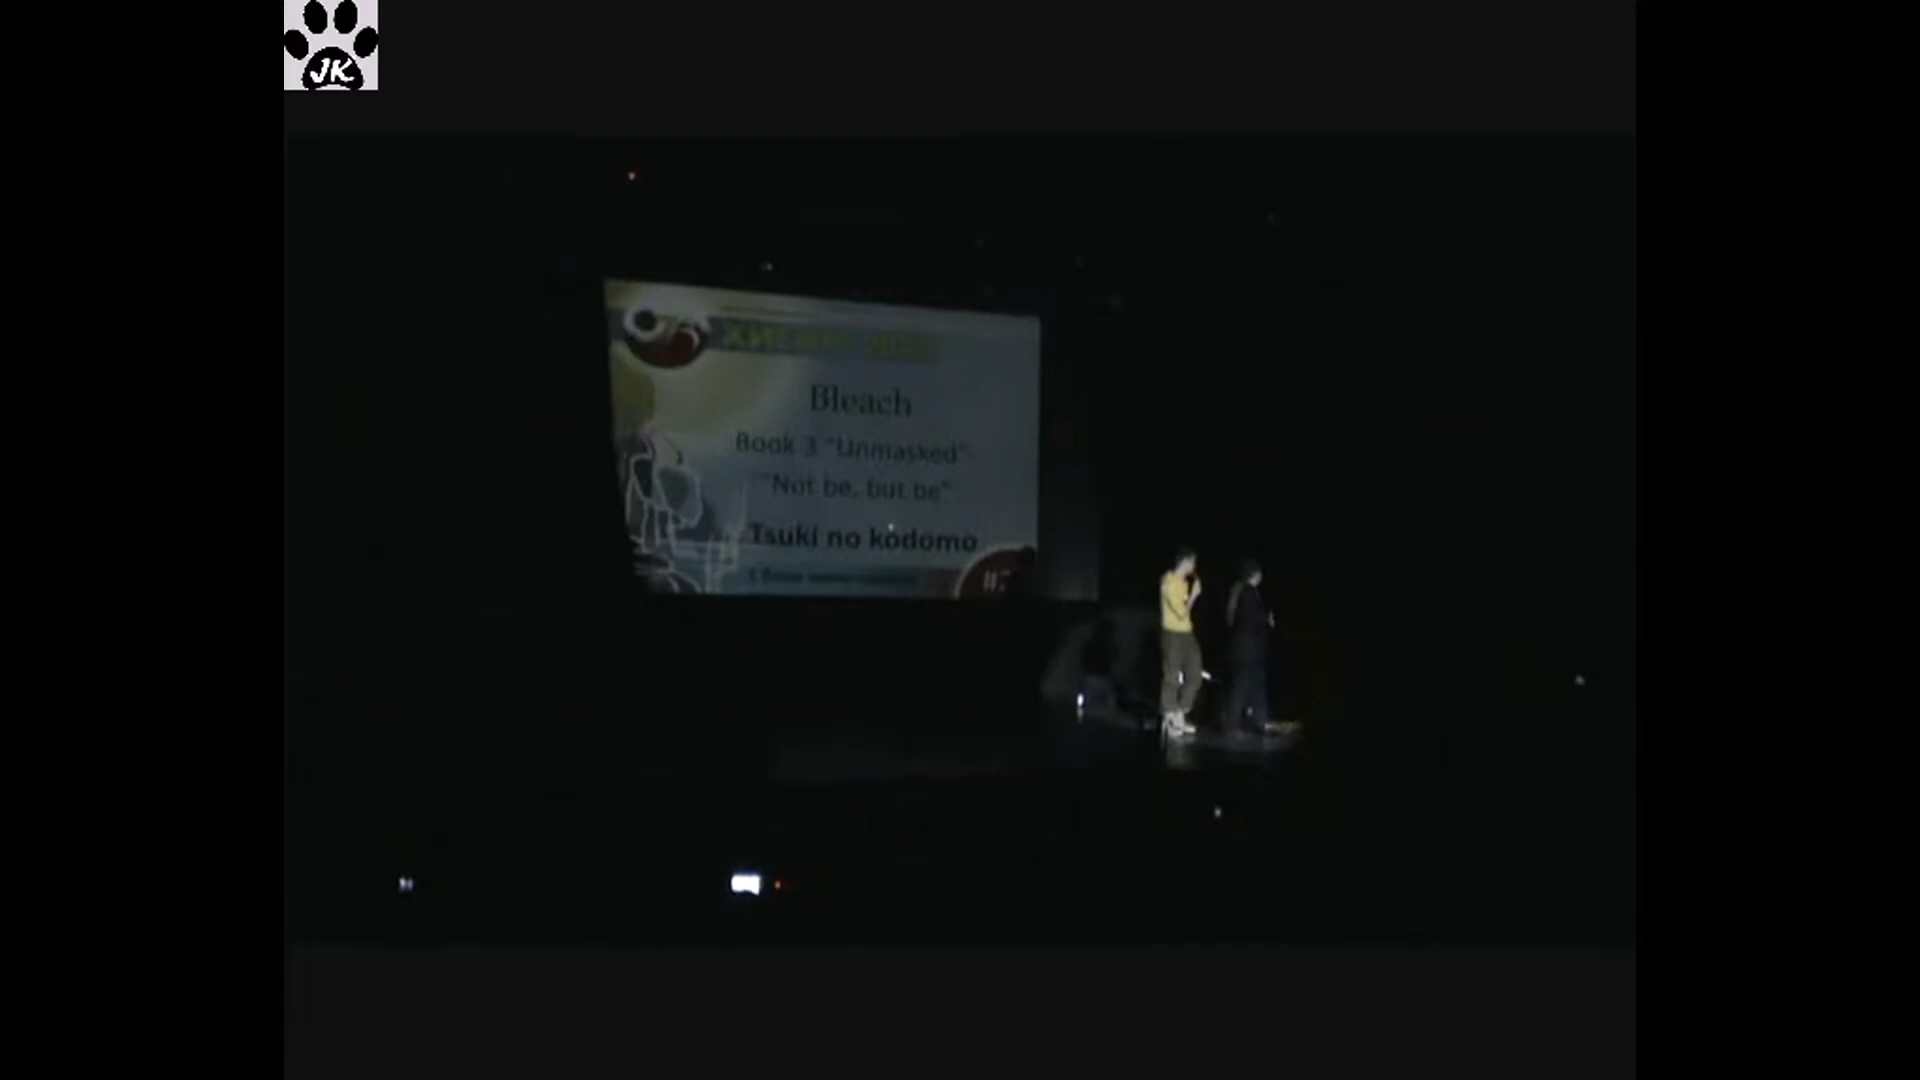 JK
Bleach
Book 3 "Unmasked"
"Not be, but be"
Tsuki no kodomo